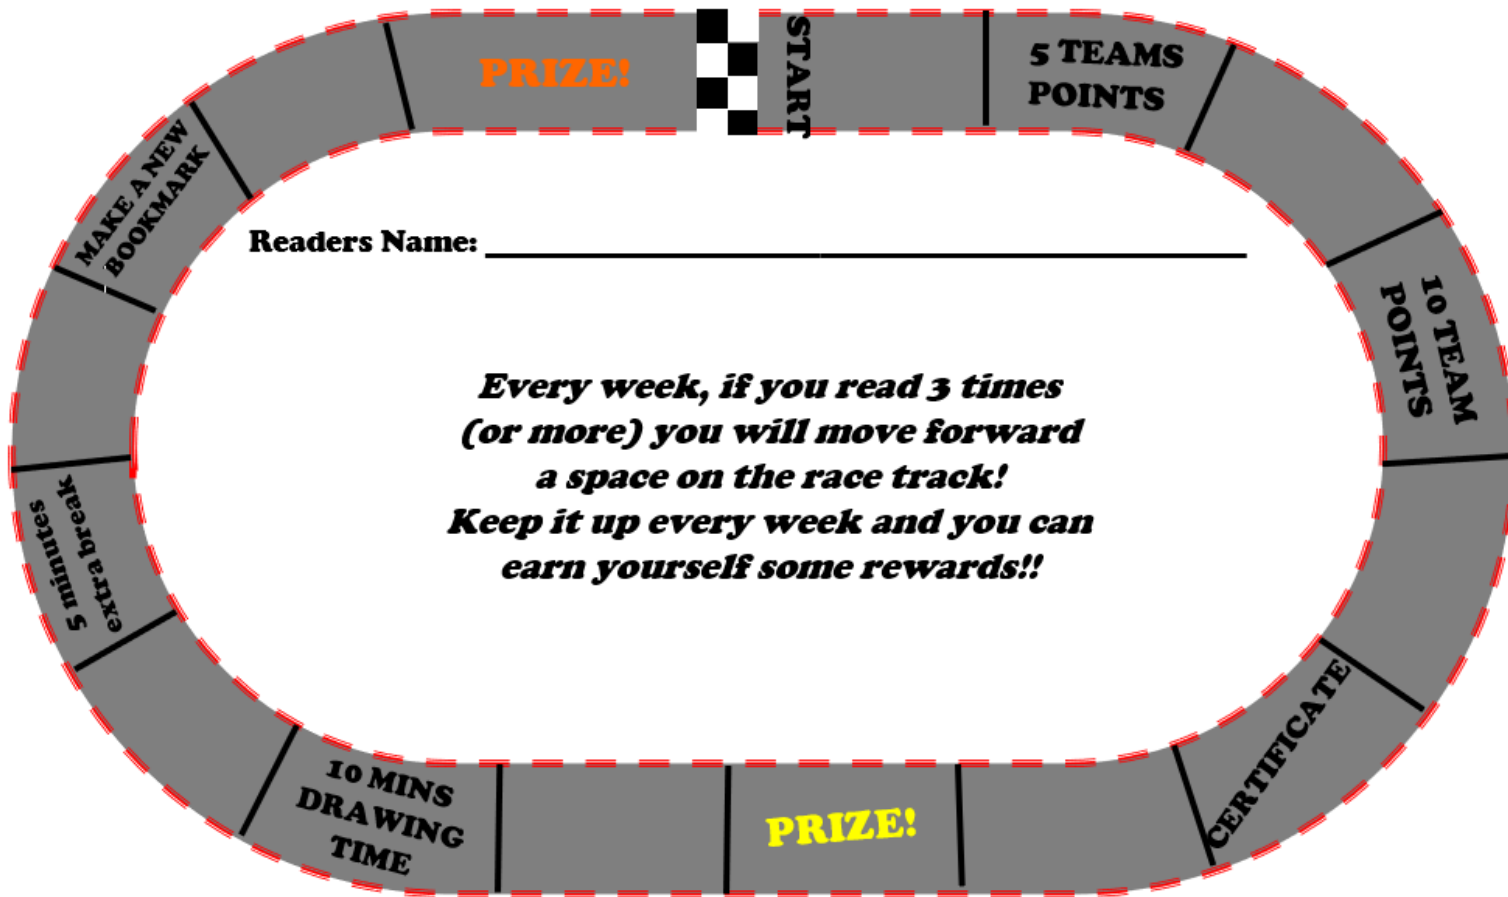 START
5 TEAMS
POINTS
10 TEAM
POINTS
CERTIFICATE
PRIZE!
10 MINS
DRAWING
TIME
5 minutes
extra break
MAKE A NEW
BOOKMARK
PRIZE!
Readers Name:
Every week, if you read 3 times
(or more) you will move forward
a space on the race track!
Keep it up every week and you can
earn yourself some rewards!!